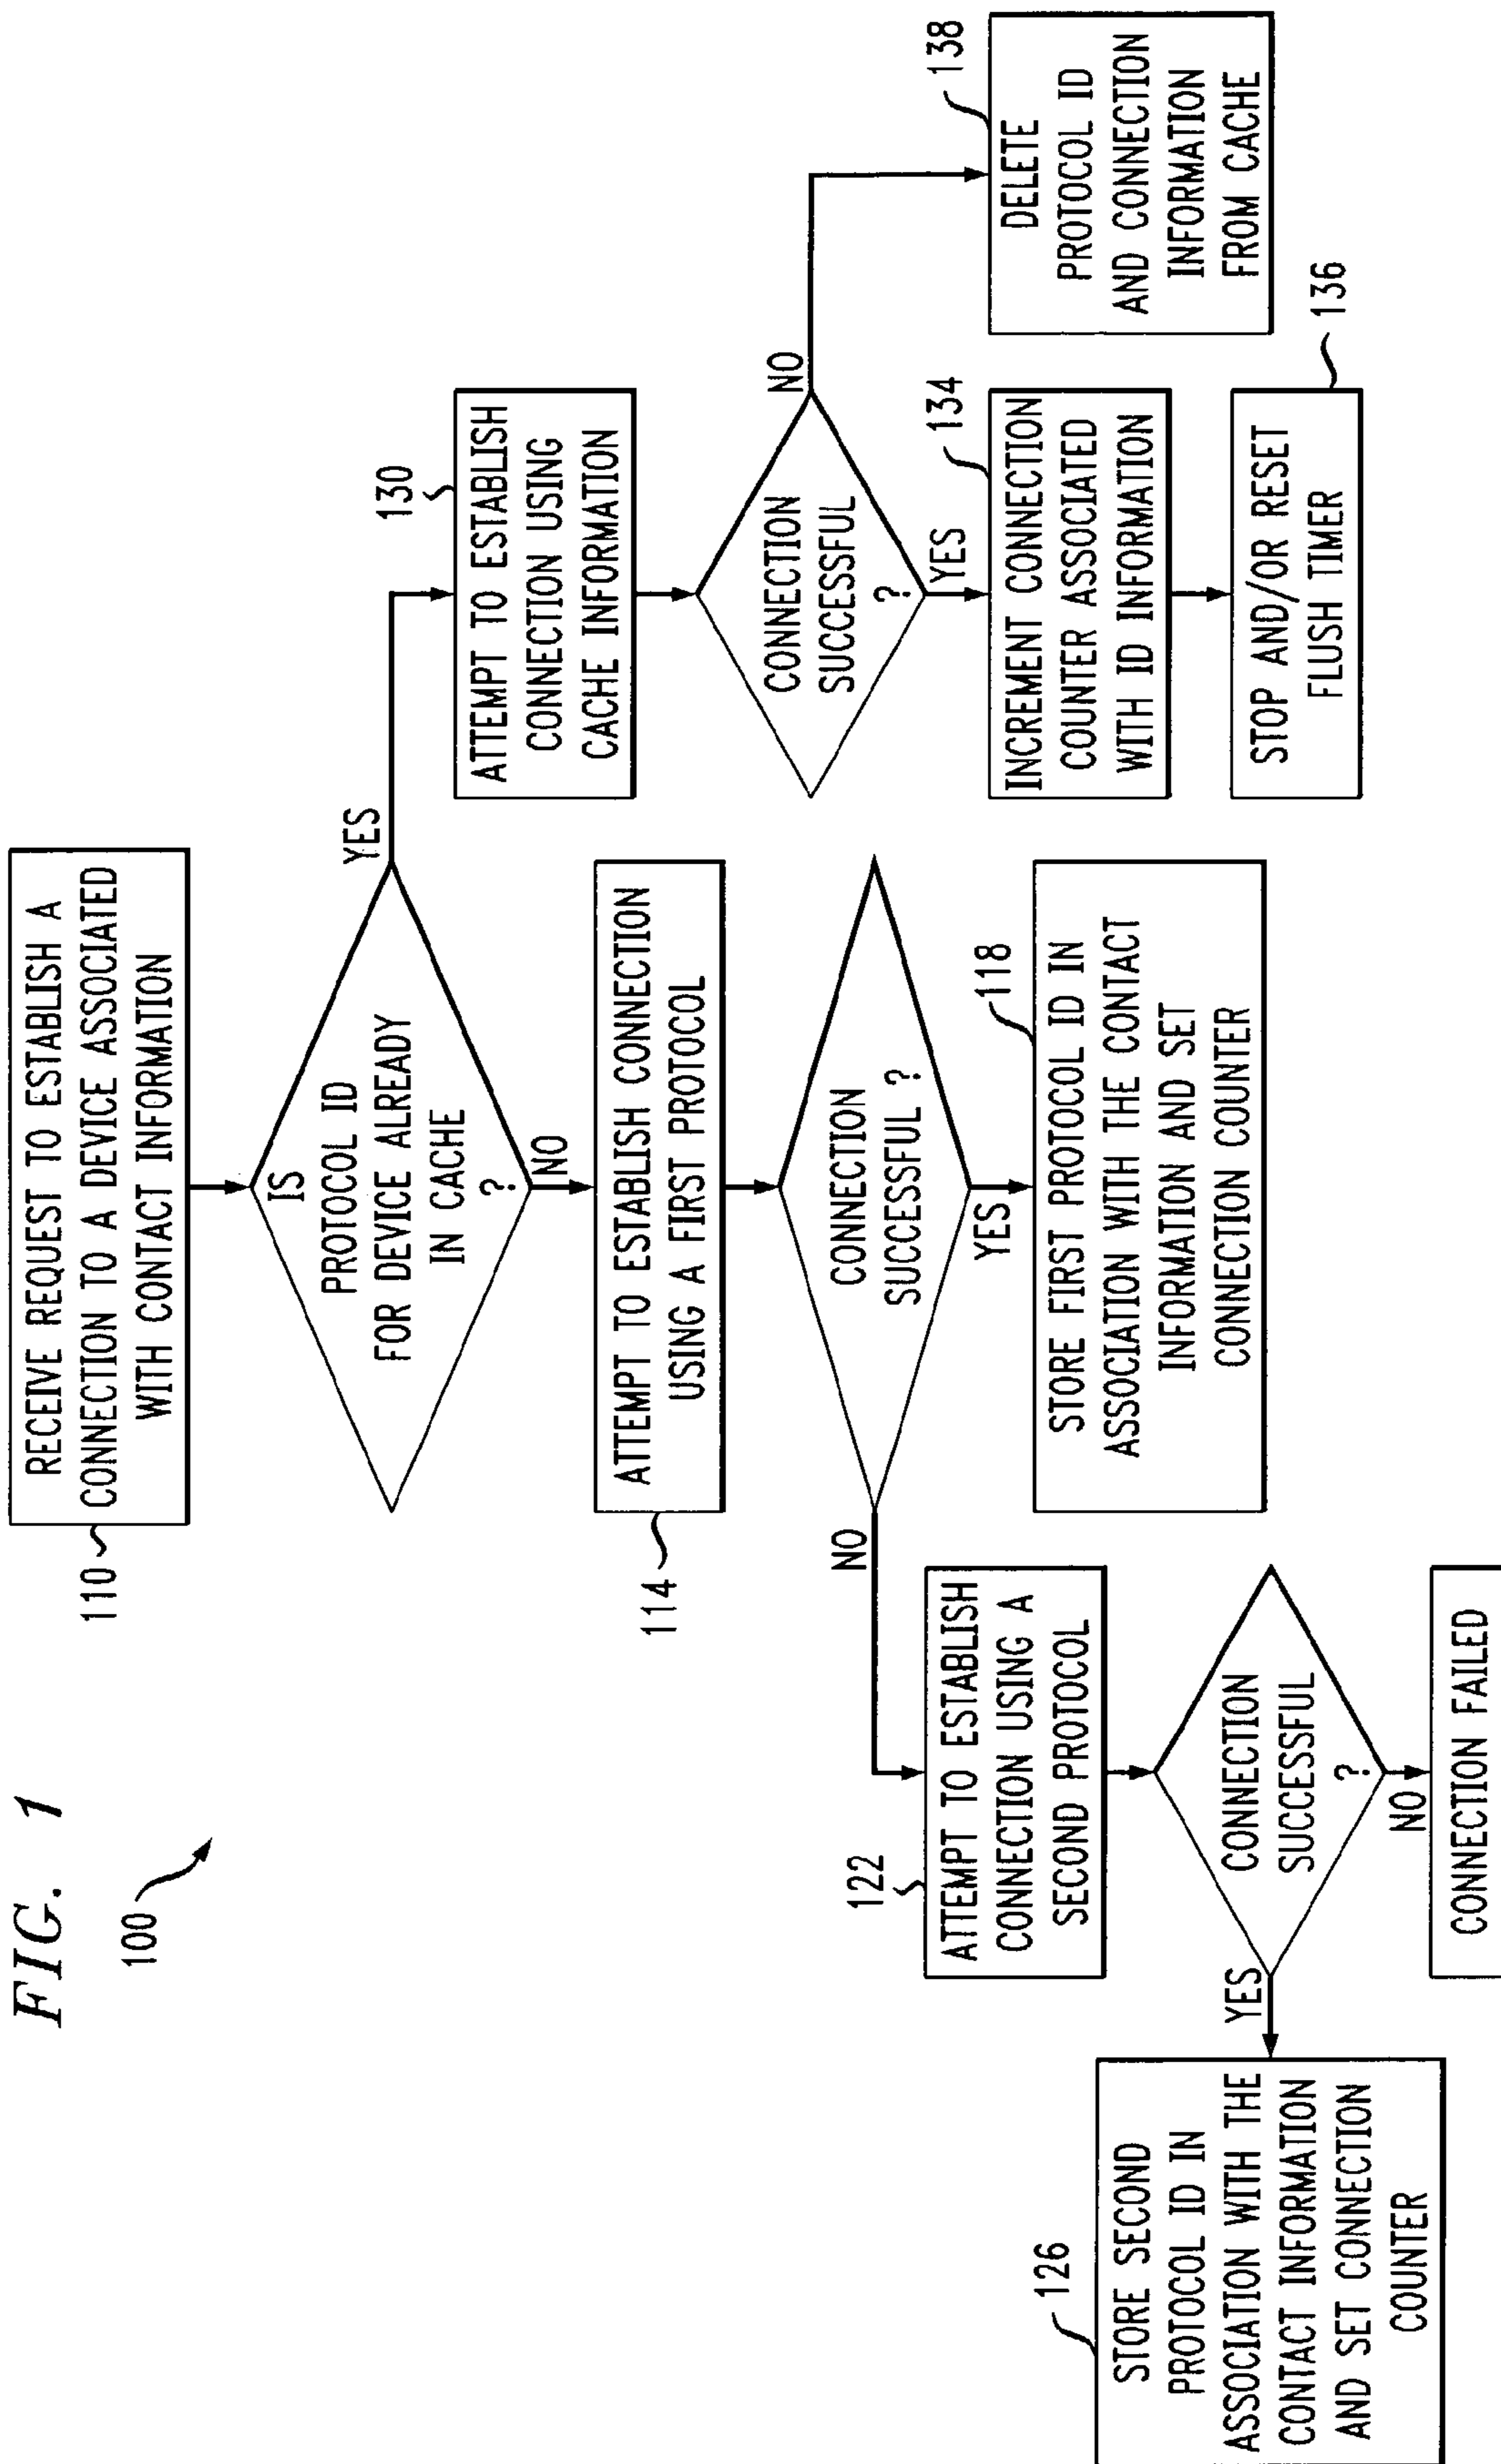 FIG. 1
100
110
RECEIVE REQUEST TO ESTABLISH A
CONNECTION TO A DEVICE ASSOCIATED
WITH CONTACT INFORMATION
IS
PROTOCOL ID
FOR DEVICE ALREADY
IN CACHE
?
YES
NO
114
ATTEMPT TO ESTABLISH CONNECTION
USING A FIRST PROTOCOL
CONNECTION
SUCCESSFUL ?
NO
YES
118
STORE FIRST PROTOCOL ID IN
ASSOCIATION WITH THE CONTACT
INFORMATION AND SET
CONNECTION COUNTER
122
ATTEMPT TO ESTABLISH
CONNECTION USING A
SECOND PROTOCOL
CONNECTION
SUCCESSFUL
?
YES
NO
126
STORE SECOND
PROTOCOL ID IN
ASSOCIATION WITH THE
CONTACT INFORMATION
AND SET CONNECTION
COUNTER
CONNECTION FAILED
130
ATTEMPT TO ESTABLISH
CONNECTION USING
CACHE INFORMATION
CONNECTION
SUCCESSFUL
?
NO
YES
134
INCREMENT CONNECTION
COUNTER ASSOCIATED
WITH ID INFORMATION
136
STOP AND/OR RESET
FLUSH TIMER
138
DELETE
PROTOCOL ID
AND CONNECTION
INFORMATION
FROM CACHE